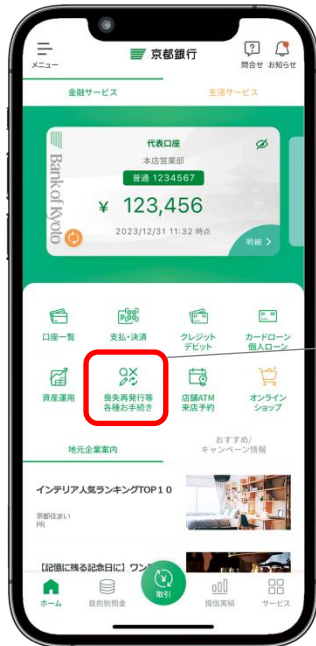 京都銀行
メニュー
問合せ お知らせ
金融サービス
生活サービス
Bank of Kyoto
代表口座
本店営業部
普通 1234567
¥ 123,456
2023/12/31 11:32 時点
明細 >
口座一覧
支払・決済
クレジット
デビット
カードローン
個人ローン
資産運用
喪失再発行等
各種お手続き
店舗ATM
来店予約
オンライン
ショップ
地元企業案内
おすすめ/
キャンペーン情報
インテリア人気ランキングTOP10
京都住まい
PR
【記憶に残る記念日に】ワン
取引
ホーム
目的別預金
投信実績
サービス